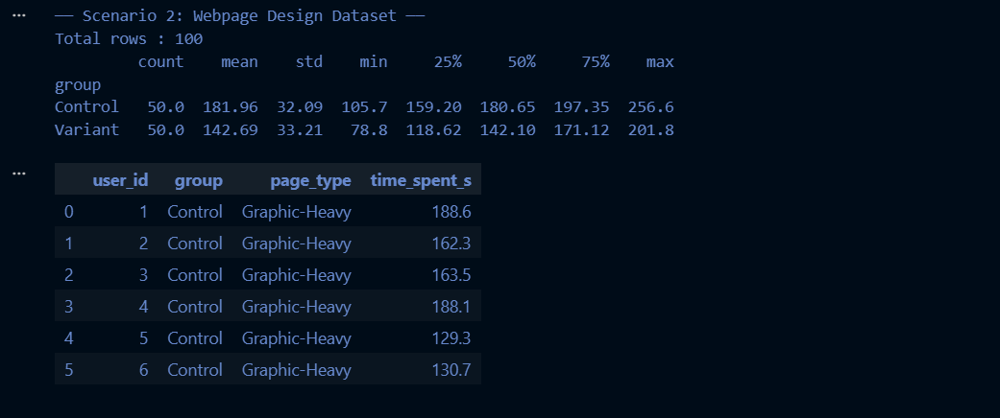 ... —— Scenario 2: Webpage Design Dataset ——
Total rows : 100
count mean std min 25% 50% 75% max
group
Control 50.0 181.96 32.09 105.7 159.20 180.65 197.35 256.6
Variant 50.0 142.69 33.21 78.8 118.62 142.10 171.12 201.8
...
user_id group page_type time_spent_s
0 1 Control Graphic-Heavy 188.6
1 2 Control Graphic-Heavy 162.3
2 3 Control Graphic-Heavy 163.5
3 4 Control Graphic-Heavy 188.1
4 5 Control Graphic-Heavy 129.3
5 6 Control Graphic-Heavy 130.7